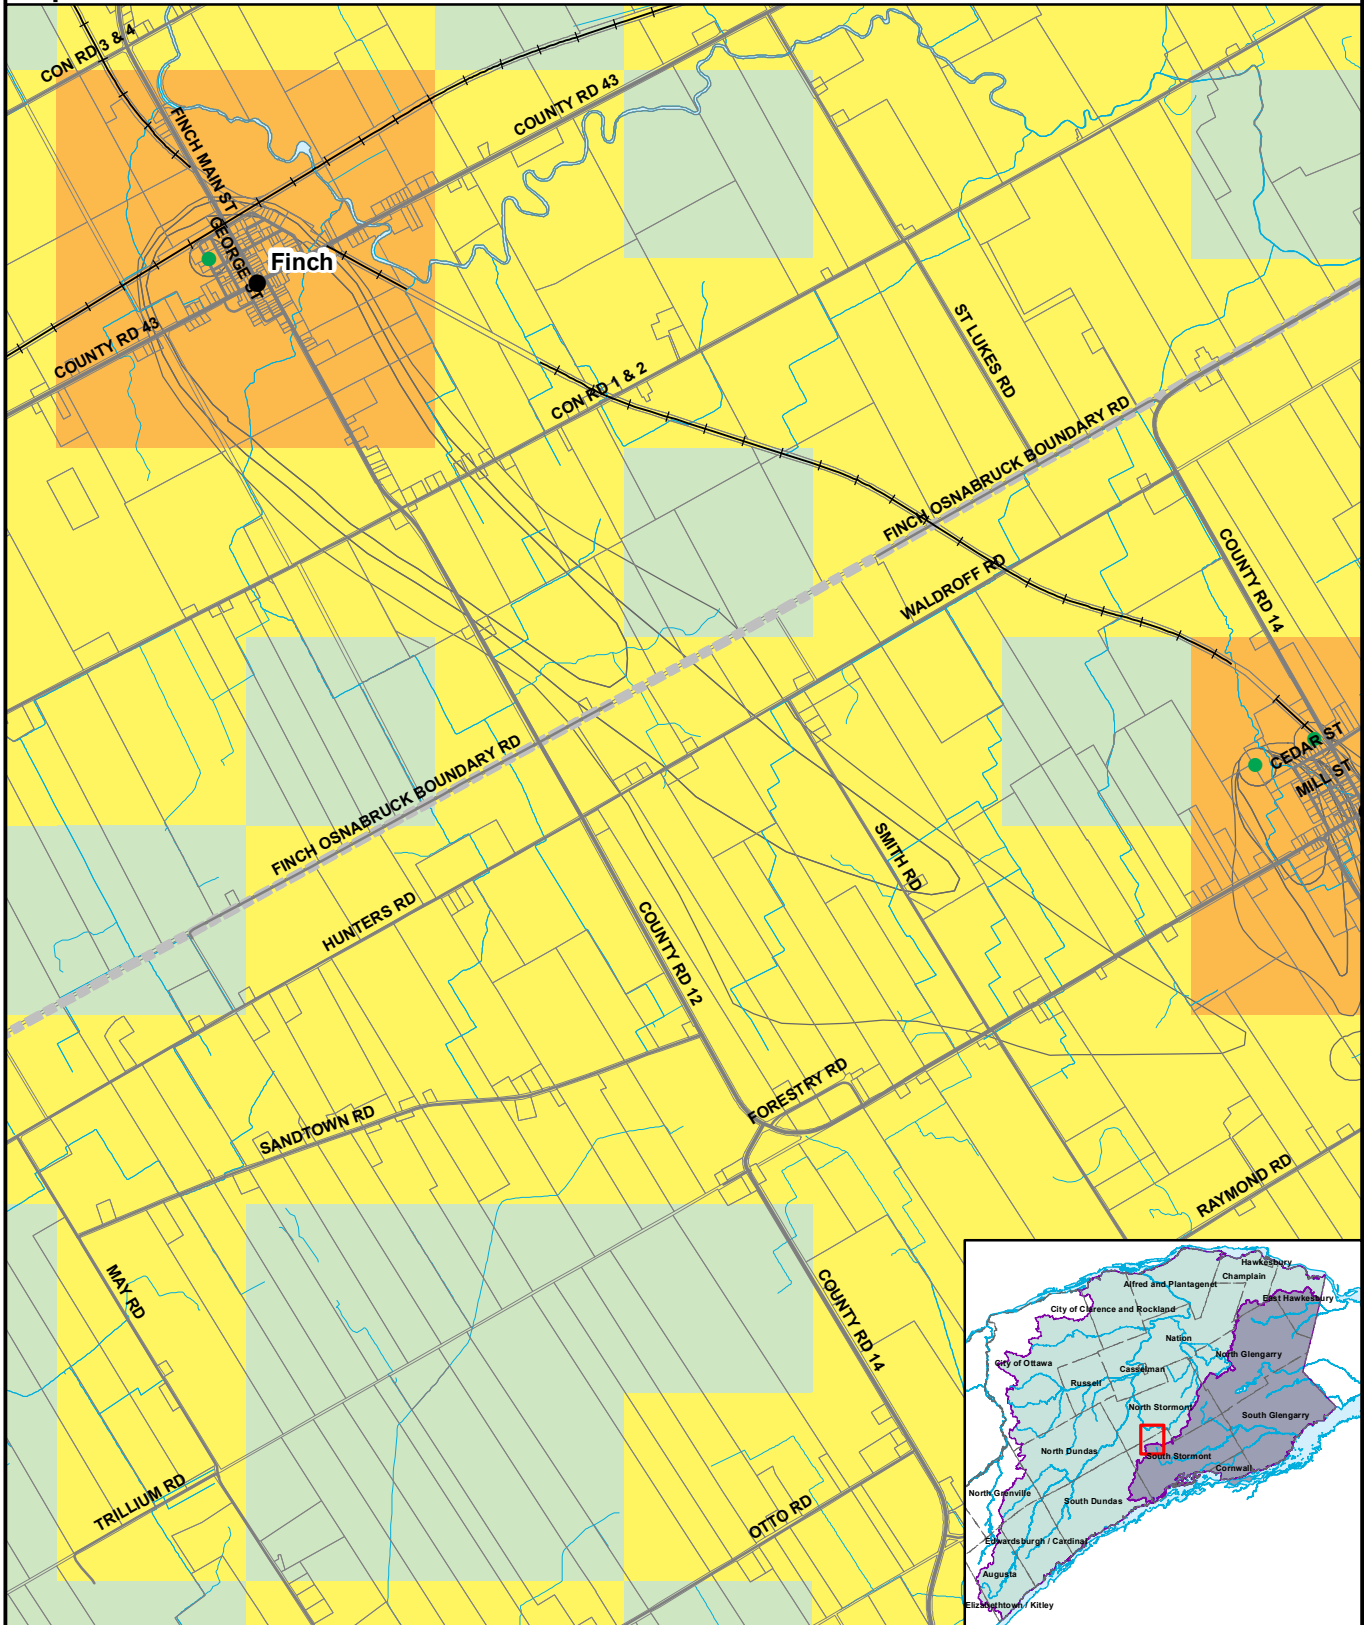 CON RD 3 & 4
COUNTY RD 43
FINCH MAIN ST
GEORGE ST
Finch
COUNTY RD 43
ST LUKES RD
CON RD 1 & 2
FINCH OSNABRUCK BOUNDARY RD
WALDROFF RD
COUNTY RD 14
CEDAR ST
MILL ST
FINCH OSNABRUCK BOUNDARY RD
SMITH RD
HUNTERS RD
COUNTY RD 12
FORESTRY RD
SANDTOWN RD
RAYMOND RD
MAY RD
COUNTY RD 14
TRILLIUM RD
OTTO RD
Hawkesbury
Champlain
Alfred and Plantagenet
East Hawkesbury
City of Clarence and Rockland
Nation
North Glengarry
City of Ottawa
Casselman
Russell
North Stormont
South Glengarry
North Dundas
South Stormont
Cornwall
North Grenville
South Dundas
Edwardsburgh / Cardinal
Augusta
Elizabethtown / Kitley